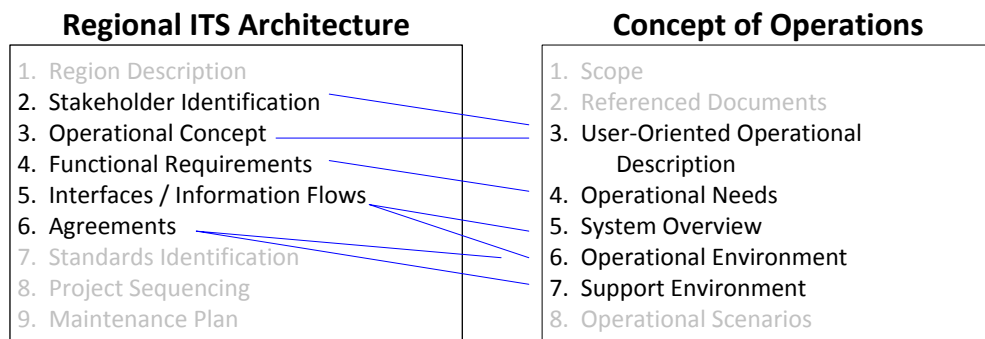 Regional ITS Architecture
1. Region Description
2. Stakeholder Identification
3. Operational Concept
4. Functional Requirements
5. Interfaces / Information Flows
6. Agreements
7. Standards Identification
8. Project Sequencing
9. Maintenance Plan
Concept of Operations
1. Scope
2. Referenced Documents
3. User-Oriented Operational
Description
4. Operational Needs
5. System Overview
6. Operational Environment
7. Support Environment
8. Operational Scenarios